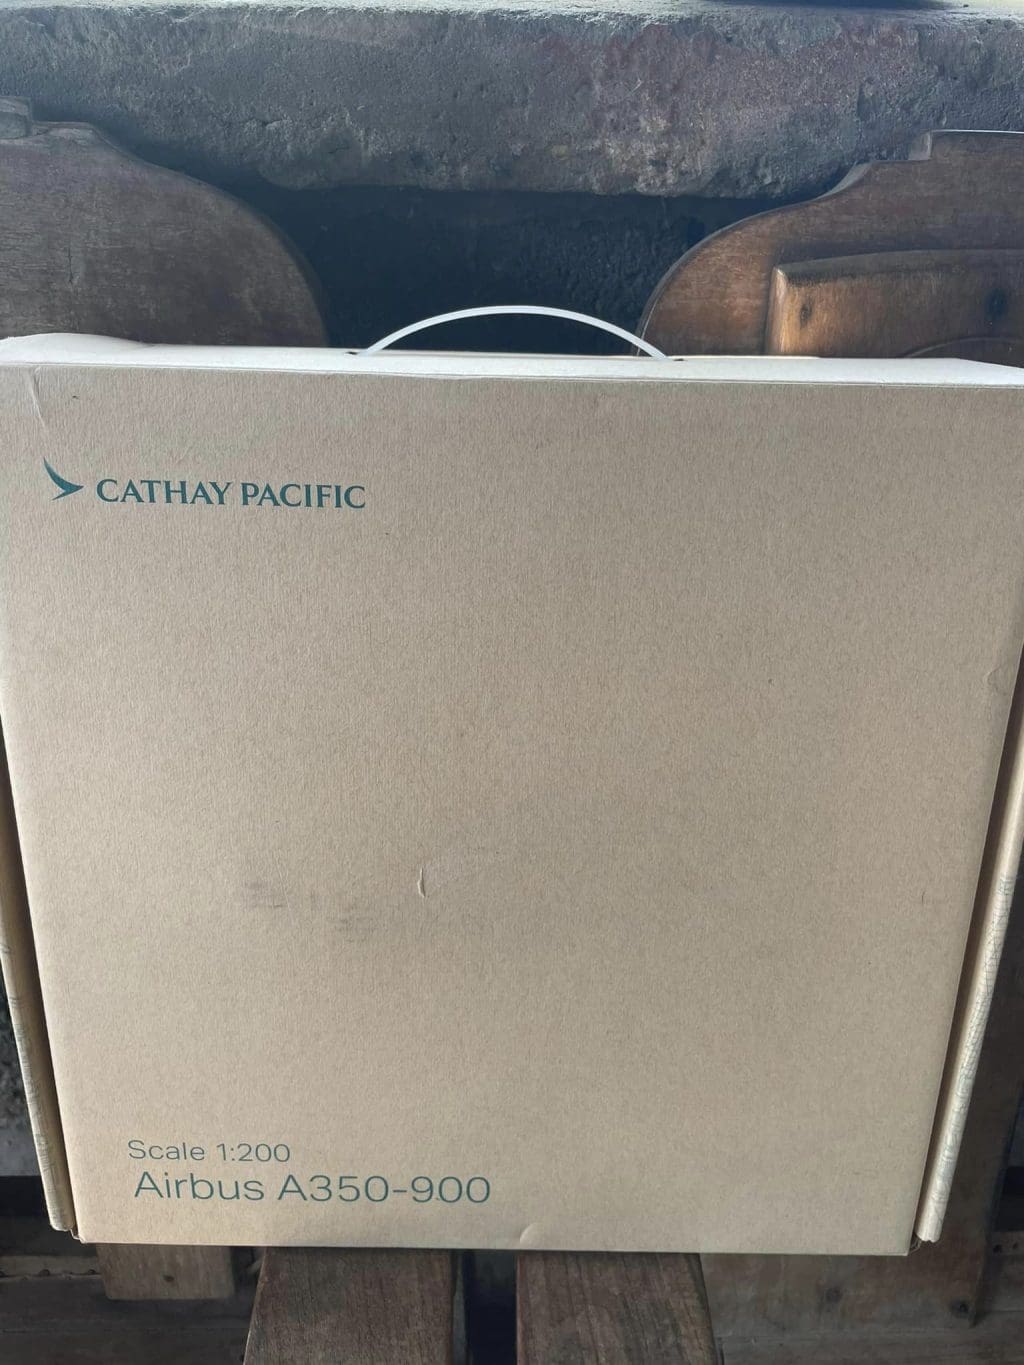 CATHAY PACIFIC
Scale 1:200
Airbus A350-900